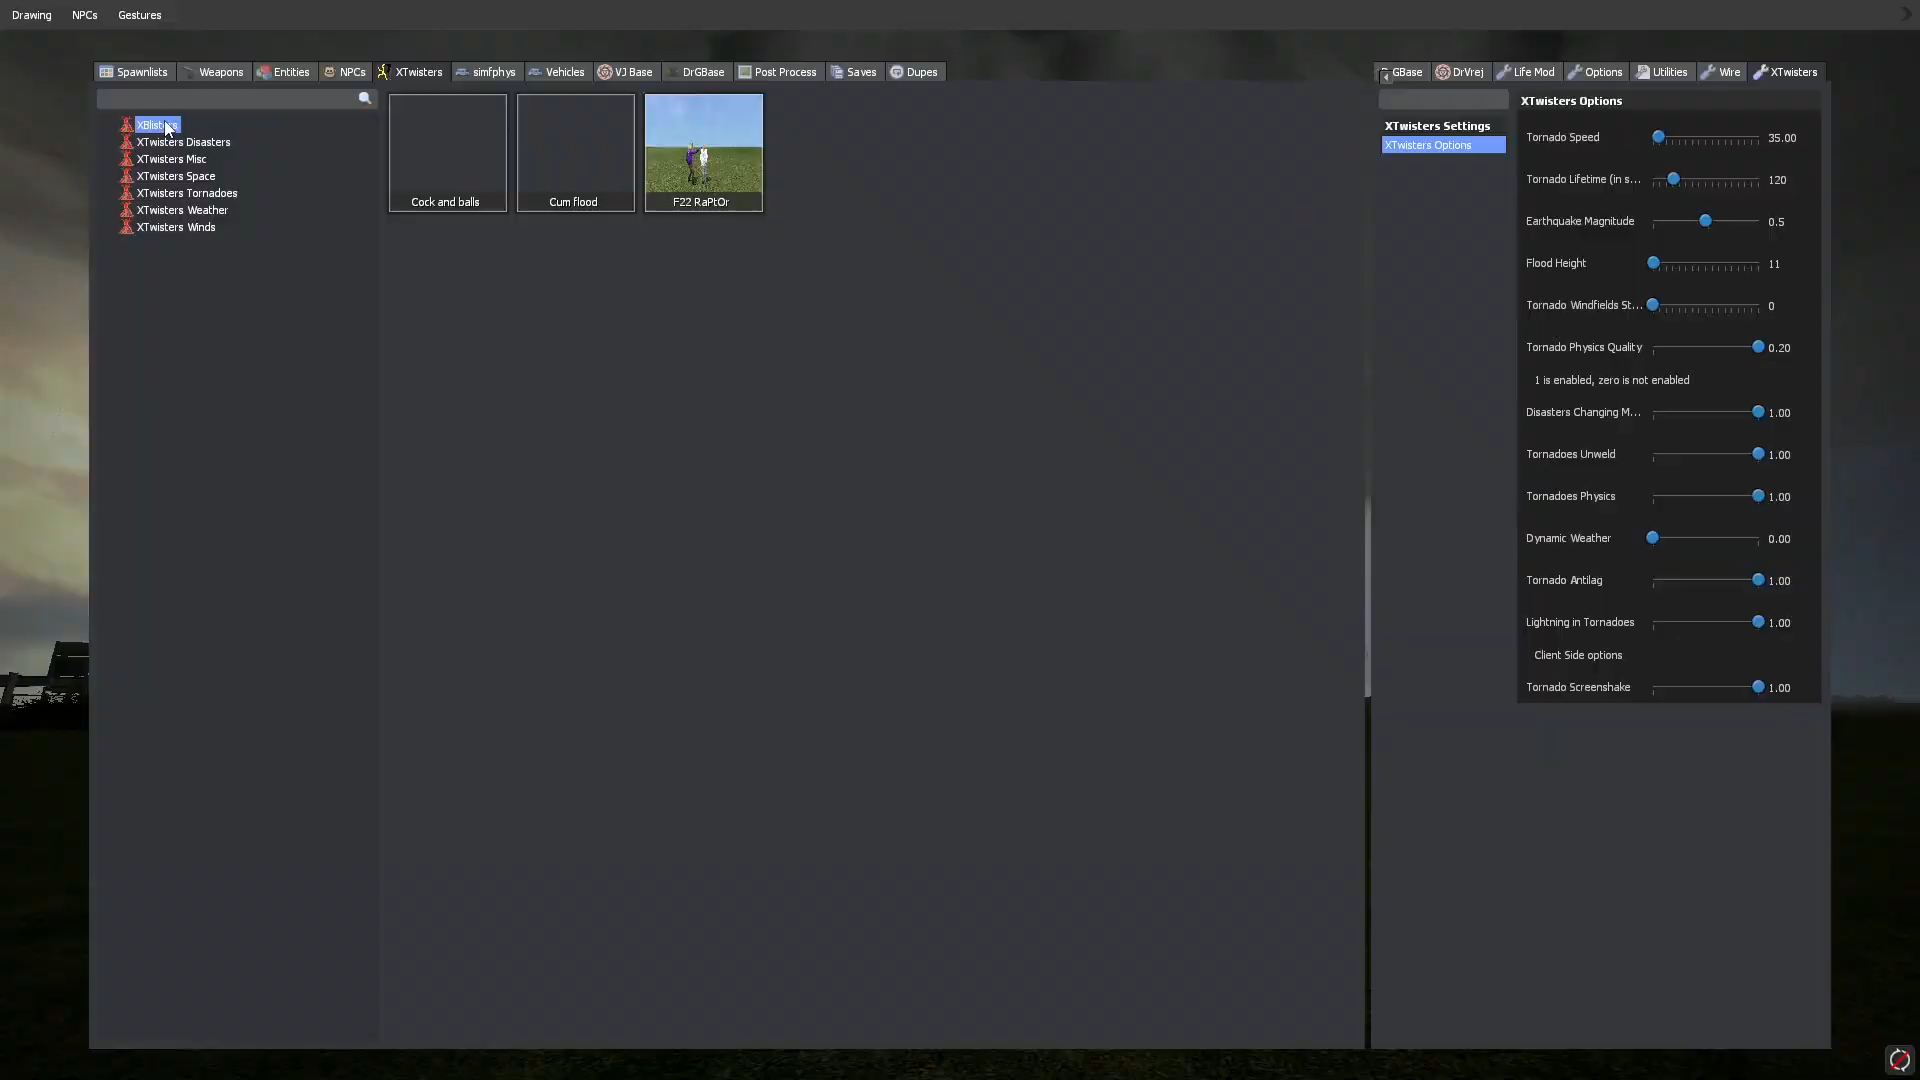 Drawing NPCs Gestures
Spawnlists Weapons Entities NPCs XTwisters simfphys Vehicles VJ Base DrGBase Post Process Saves Dupes
GBase DrVrej Life Mod Options Utilities Wire XTwisters
XTwisters Disasters
XTwisters Misc
XTwisters Space
XTwisters Tornadoes
XTwisters Weather
XTwisters Winds
Cock and balls
Cum flood
F22 RaPtOr
XTwisters Settings
XTwisters Options
XTwisters Options
Tornado Speed 35.00
Tornado Lifetime (in s... 120
Earthquake Magnitude 0.5
Flood Height 11
Tornado Windfields St... 0
Tornado Physics Quality 0.20
1 is enabled, zero is not enabled
Disasters Changing M... 1.00
Tornadoes Unweld 1.00
Tornadoes Physics 1.00
Dynamic Weather 0.00
Tornado Antilag 1.00
Lightning in Tornadoes 1.00
Client Side options
Tornado Screenshake 1.00